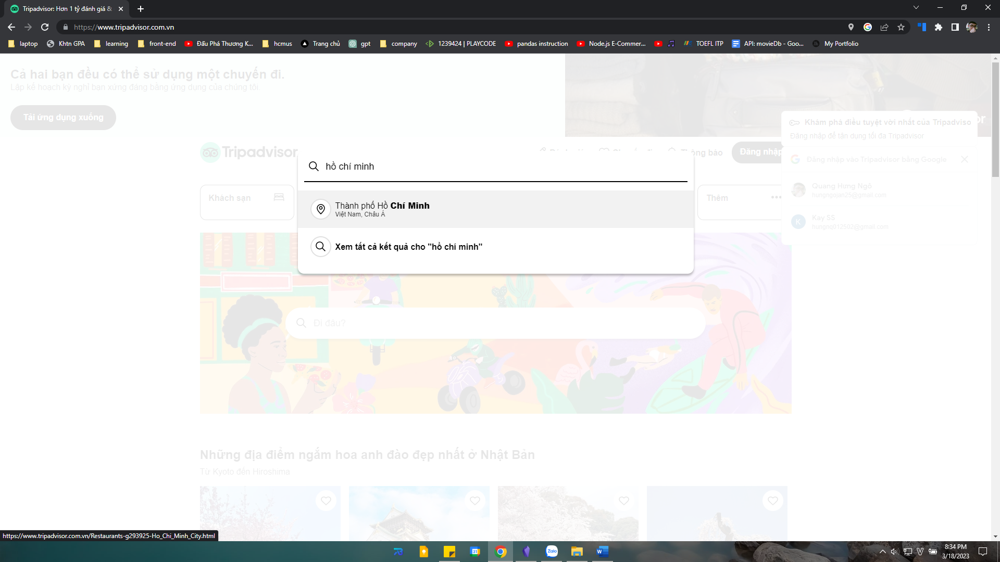 Tripadvisor: Hơn 1 tỷ đánh giá &
https://www.tripadvisor.com.vn
laptop
Khtn GPA
learning
front-end
Đấu Phá Thương K...
hcmus
Trang chủ
gpt
company
1239424 | PLAYCODE
pandas instruction
Node.js E-Commer...
TOEFL ITP
API: movieDb - Goo...
My Portfolio
Cả hai bạn đều có thể sử dụng một chuyến đi.
Lập kế hoạch kỳ nghỉ bạn xứng đáng bằng ứng dụng của chúng tôi
Tải ứng dụng xuống
Khám phá điều tuyệt vời nhất của Tripadviso
Đăng nhập để tận dụng tối đa Tripadvisor
Tripadvisor
Thông báo
Đăng nhập
Đăng nhập vào Tripadvisor bằng Google
hồ chí minh
Quang Hưng Ngô
hungngojan25@gmail.com
Khách sạn
Thêm
Thành phố Hồ Chí Minh
Việt Nam, Châu Á
K
Kay SS
hungnq012502@gmail.com
Xem tất cả kết quả cho "hồ chí minh"
Đi đâu?
Những địa điểm ngắm hoa anh đào đẹp nhất ở Nhật Bản
Từ Kyoto đến Hiroshima
https://www.tripadvisor.com.vn/Restaurants-g293925-Ho_Chi_Minh_City.html
31
Zalo
8:34 PM
3/18/2023